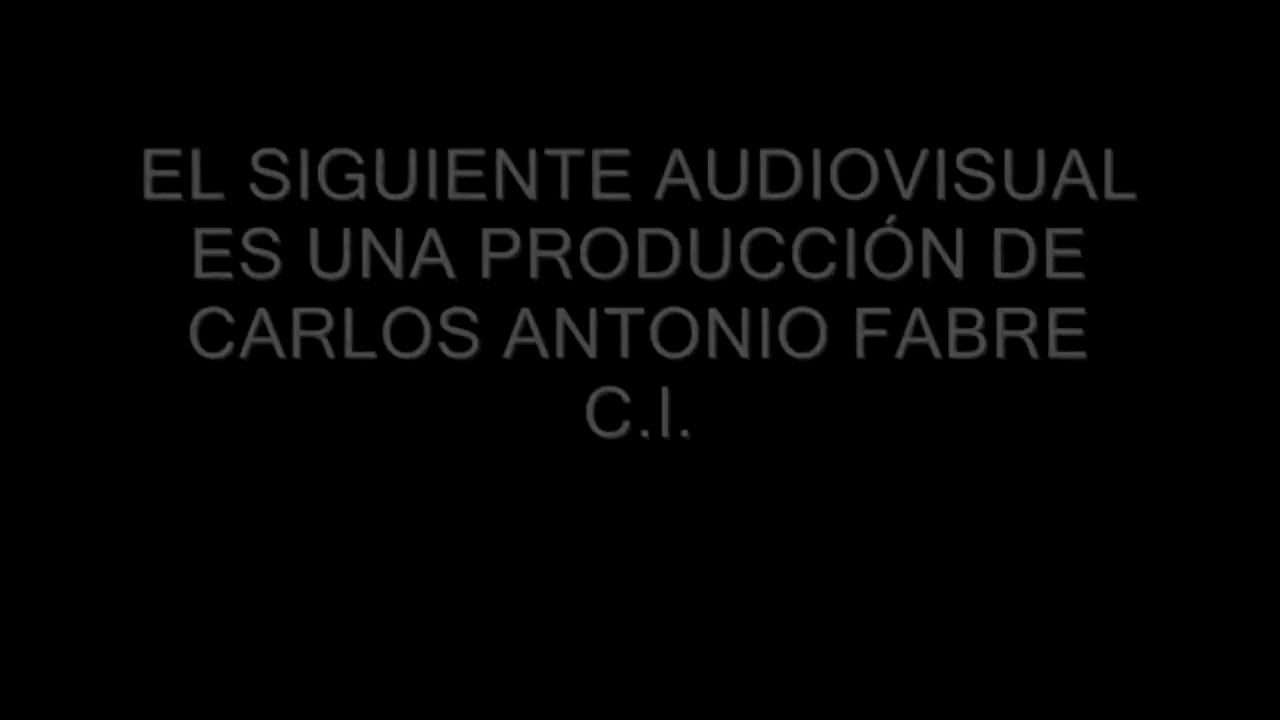 EL SIGUIENTE AUDIOVISUAL
ES UNA PRODUCCIÓN DE
CARLOS ANTONIO FABRE
C.I.